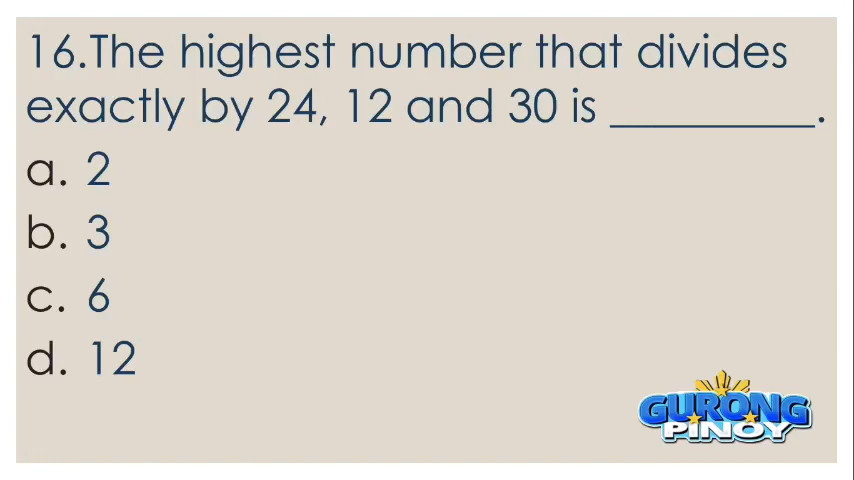 16.The highest number that divides
exactly by 24, 12 and 30 is _________.
a. 2
b. 3
c. 6
d. 12
GURONG
PINOY